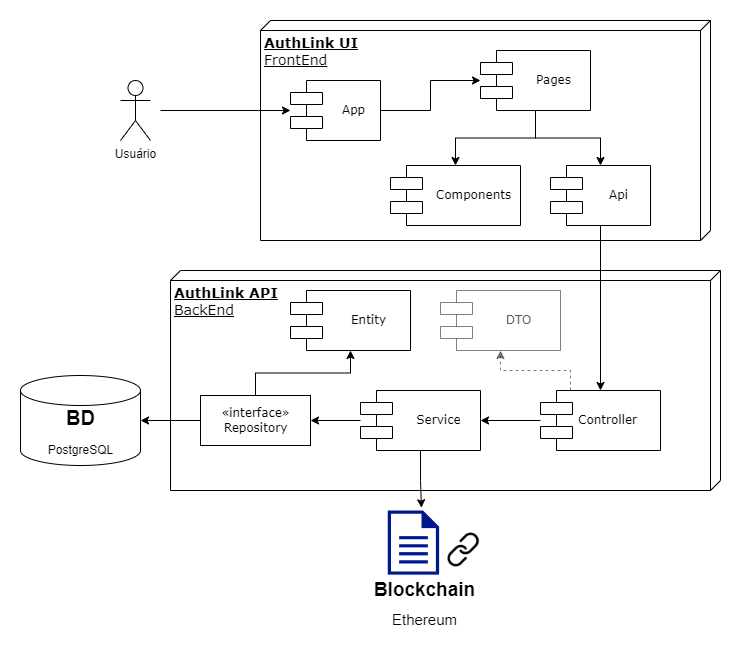 AuthLink UI
FrontEnd
Pages
App
Usuário
Components
Api
AuthLink API
BackEnd
Entity
DTO
«interface»
Repository
Service
Controller
BD
PostgreSQL
Blockchain
Ethereum